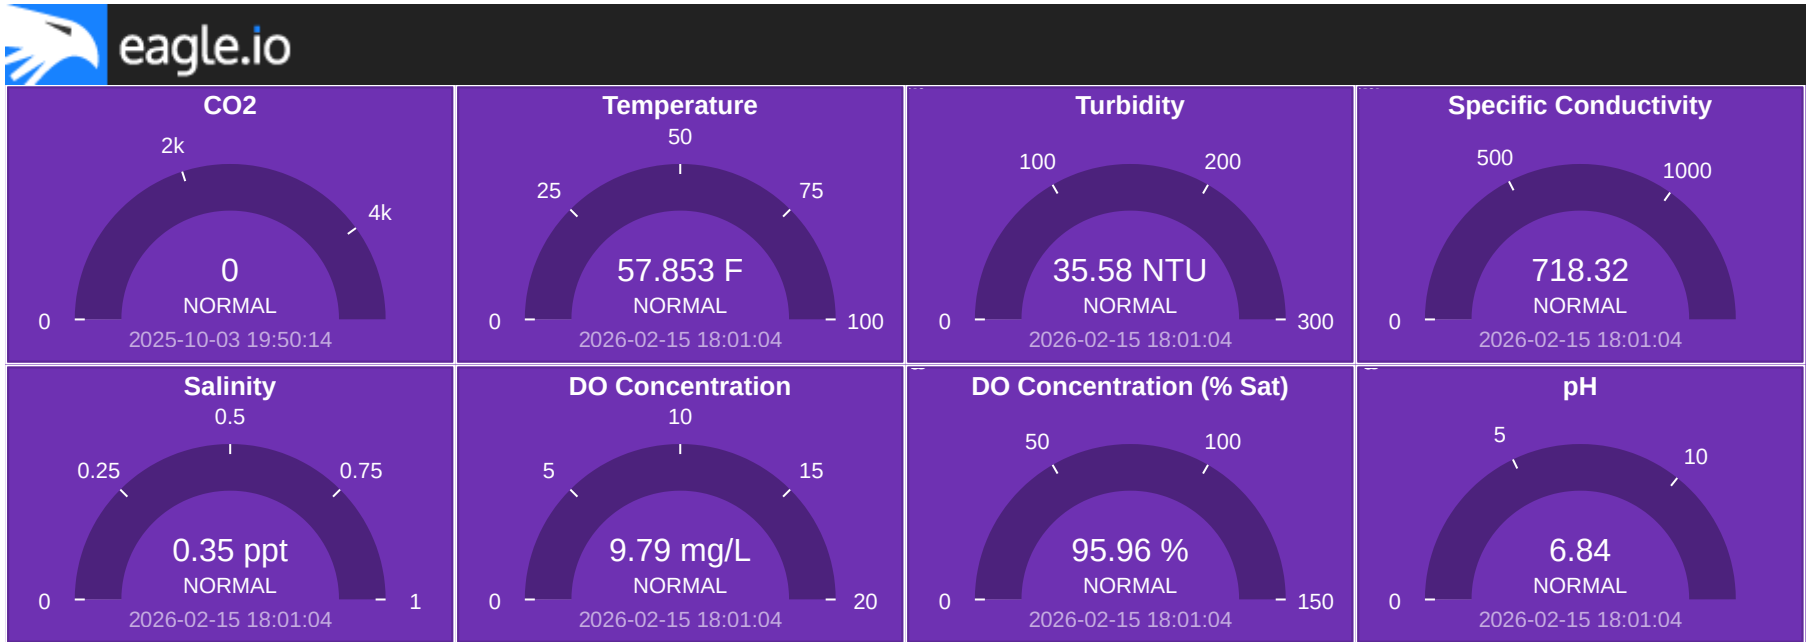 eagle.io
CO2
2k
4k
0
0
NORMAL
2025-10-03 19:50:14
Temperature
50
25
75
57.853 F
NORMAL
0
100
2026-02-15 18:01:04
Turbidity
100
200
35.58 NTU
NORMAL
0
300
2026-02-15 18:01:04
Specific Conductivity
500
1000
718.32
NORMAL
0
2026-02-15 18:01:04
Salinity
0.5
0.25
0.75
0.35 ppt
NORMAL
0
1
2026-02-15 18:01:04
DO Concentration
10
5
15
9.79 mg/L
NORMAL
0
20
2026-02-15 18:01:04
DO Concentration (% Sat)
50
100
95.96 %
NORMAL
0
150
2026-02-15 18:01:04
pH
5
10
6.84
NORMAL
0
2026-02-15 18:01:04